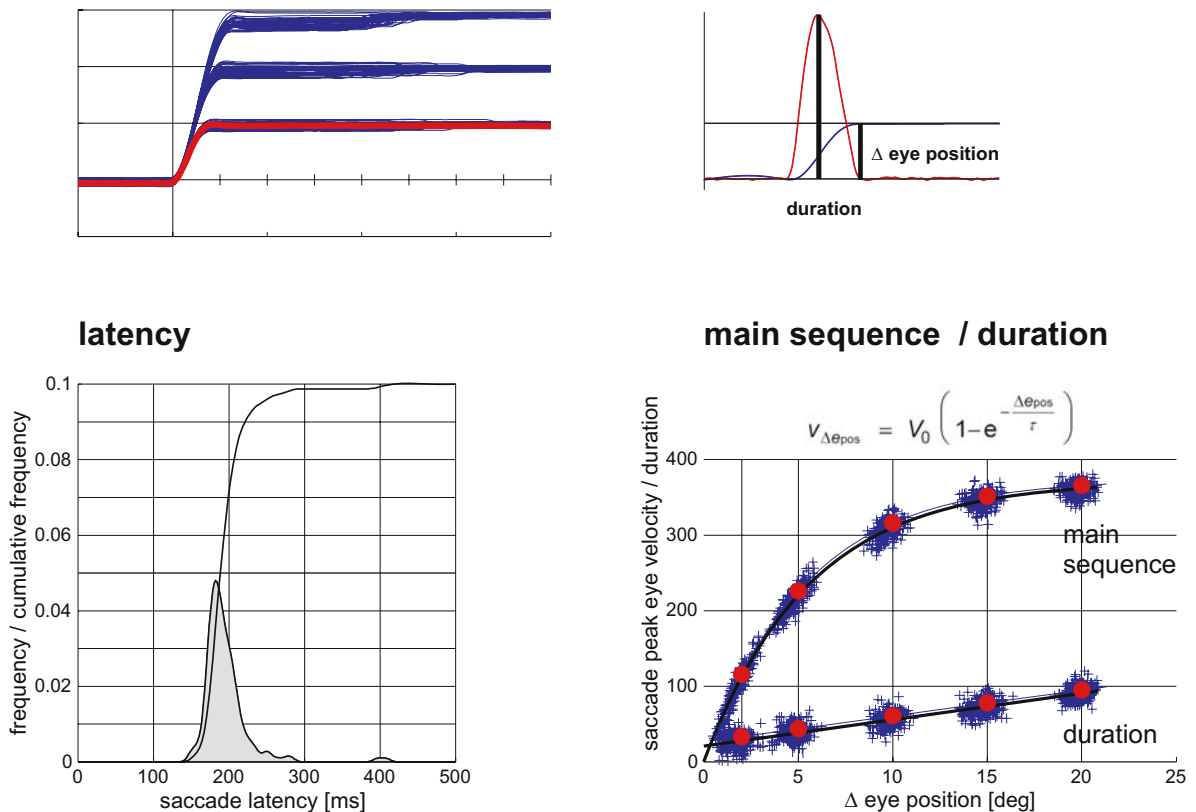 Δ eye position
duration
latency
main sequence / duration
frequency / cumulative frequency
0.1
0.08
0.06
0.04
0.02
0
0 100 200 300 400 500
saccade latency [ms]
v Δepos = V0 (1–e -Δepos/τ)
saccade peak eye velocity / duration
400
300
200
100
0
main
sequence
duration
0 5 10 15 20 25
Δ eye position [deg]